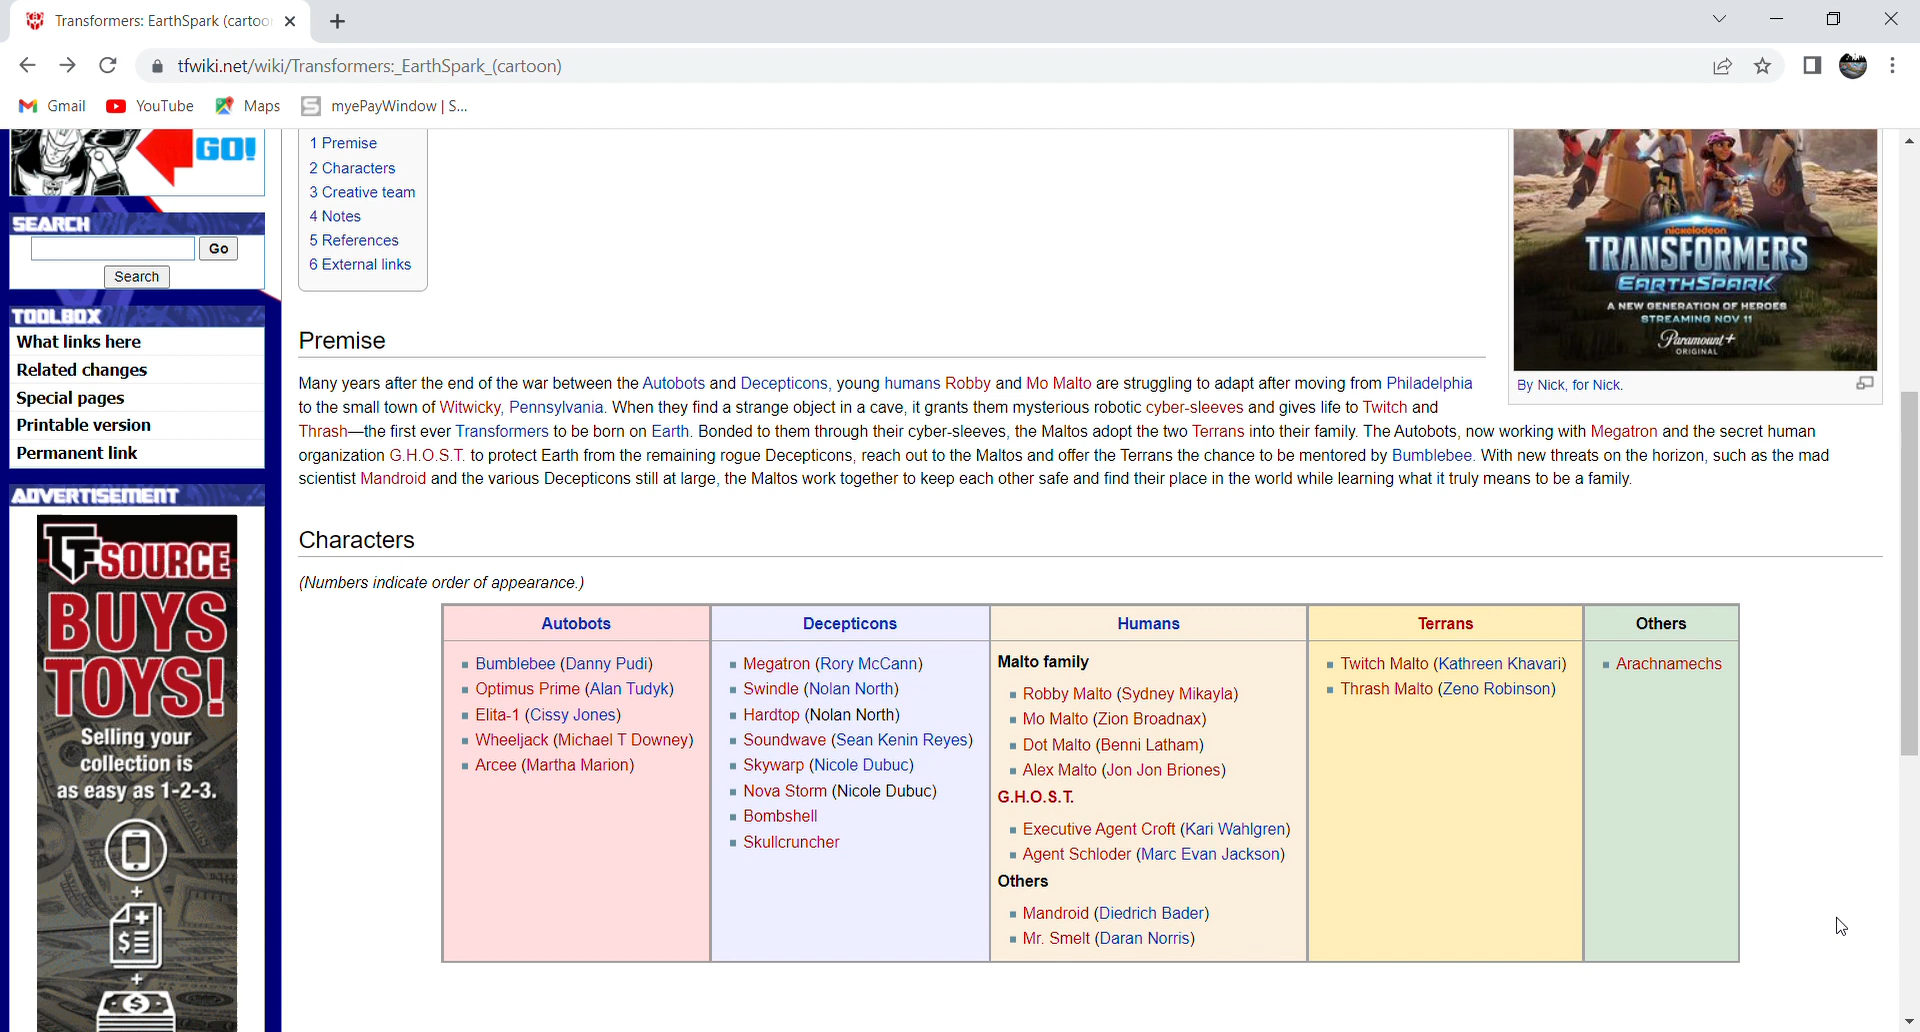 Transformers: EarthSpark (cartoo
tfwiki.net/wiki/Transformers:_EarthSpark_(cartoon)
Gmail
YouTube
Maps
myePayWindow | S...
GO!
SEARCH
Go
Search
TOOLBOX
What links here
Related changes
Special pages
Printable version
Permanent link
ADVERTISEMENT
TFSOURCE
BUYS
TOYS!
Selling your
collection is
as easy as 1-2-3.
+
$
+
$
1 Premise
2 Characters
3 Creative team
4 Notes
5 References
6 External links
nickelodeon
TRANSFORMERS
EARTHSPARK
A NEW GENERATION OF HEROES
STREAMING NOV 11
Paramount+
ORIGINAL
By Nick, for Nick.
Premise
Many years after the end of the war between the Autobots and Decepticons, young humans Robby and Mo Malto are struggling to adapt after moving from Philadelphia
to the small town of Witwicky, Pennsylvania. When they find a strange object in a cave, it grants them mysterious robotic cyber-sleeves and gives life to Twitch and
Thrash—the first ever Transformers to be born on Earth. Bonded to them through their cyber-sleeves, the Maltos adopt the two Terrans into their family. The Autobots, now working with Megatron and the secret human
organization G.H.O.S.T. to protect Earth from the remaining rogue Decepticons, reach out to the Maltos and offer the Terrans the chance to be mentored by Bumblebee. With new threats on the horizon, such as the mad
scientist Mandroid and the various Decepticons still at large, the Maltos work together to keep each other safe and find their place in the world while learning what it truly means to be a family.
Characters
(Numbers indicate order of appearance.)
Autobots
Bumblebee (Danny Pudi)
Optimus Prime (Alan Tudyk)
Elita-1 (Cissy Jones)
Wheeljack (Michael T Downey)
Arcee (Martha Marion)
Decepticons
Megatron (Rory McCann)
Swindle (Nolan North)
Hardtop (Nolan North)
Soundwave (Sean Kenin Reyes)
Skywarp (Nicole Dubuc)
Nova Storm (Nicole Dubuc)
Bombshell
Skullcruncher
Humans
Malto family
Robby Malto (Sydney Mikayla)
Mo Malto (Zion Broadnax)
Dot Malto (Benni Latham)
Alex Malto (Jon Jon Briones)
G.H.O.S.T.
Executive Agent Croft (Kari Wahlgren)
Agent Schloder (Marc Evan Jackson)
Others
Mandroid (Diedrich Bader)
Mr. Smelt (Daran Norris)
Terrans
Twitch Malto (Kathreen Khavari)
Thrash Malto (Zeno Robinson)
Others
Arachnamechs